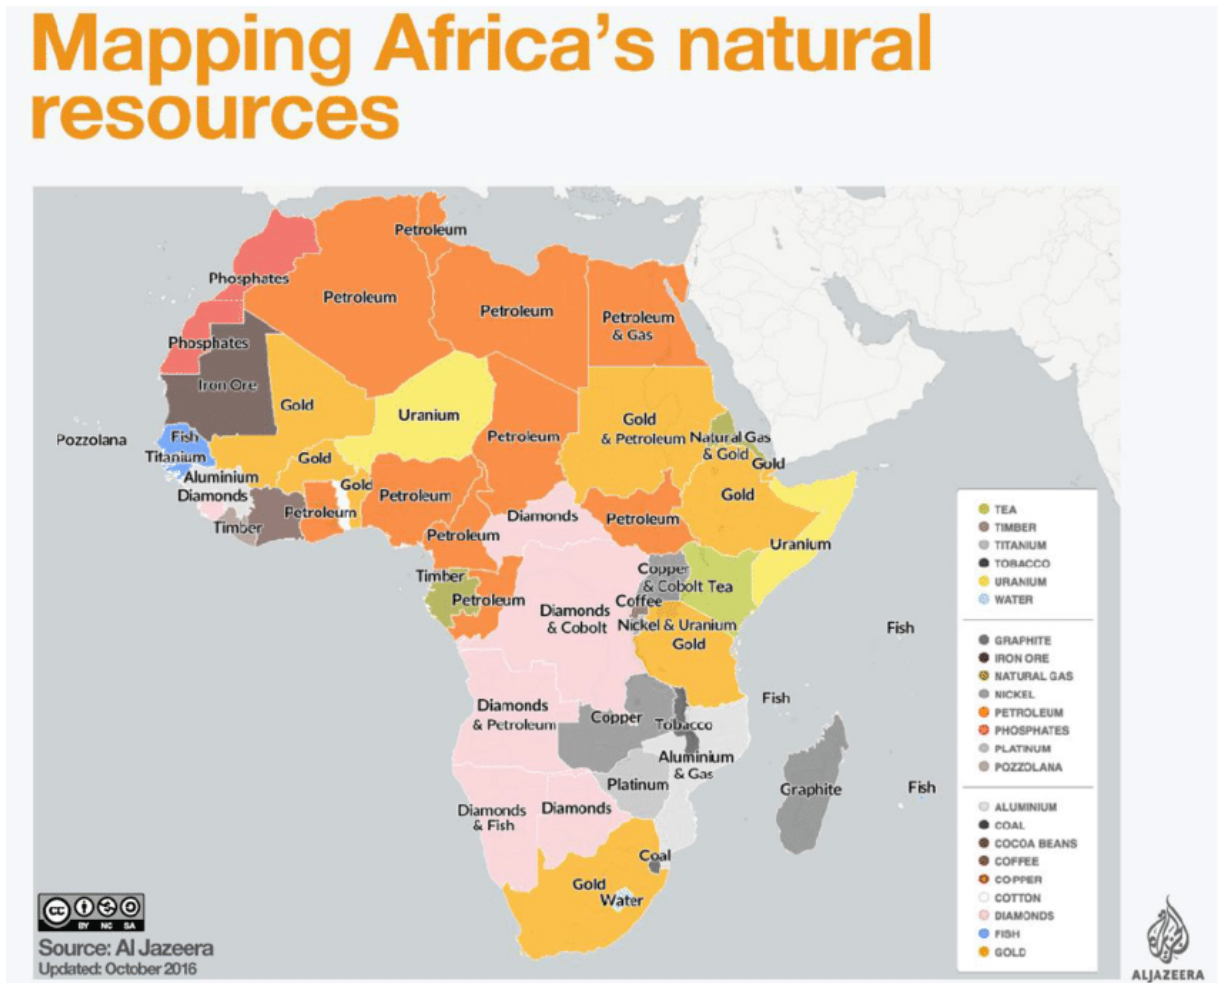 Mapping Africa's natural
resources
Petroleum
Phosphates
Petroleum
Petroleum
Petroleum
& Gas
Phosphates
Iron Ore
Gold
Uranium
Gold
& Petroleum
Natural Gas
& Gold
Pozzolana
Fish
Titanium
Gold
Petroleum
Gold
Aluminium
Diamonds
Gold
Petroleum
Gold
Timber
Petroleum
Diamonds
Petroleum
Petroleum
Uranium
Timber
Petroleum
Copper
& Cobolt
Tea
Coffee
Diamonds
& Cobolt
Nickel & Uranium
Gold
Fish
Fish
Diamonds
& Petroleum
Copper
Tobacco
Aluminium
& Gas
Platinum
Graphite
Fish
Diamonds
& Fish
Diamonds
Coal
Gold
Water
TEA
TIMBER
TITANIUM
TOBACCO
URANIUM
WATER
GRAPHITE
IRON ORE
NATURAL GAS
NICKEL
PETROLEUM
PHOSPHATES
PLATINUM
POZZOLANA
ALUMINIUM
COAL
COCOA BEANS
COFFEE
COPPER
COTTON
DIAMONDS
FISH
GOLD
CC
BY NC SA
Source: Al Jazeera
Updated: October 2016
ALJAZEERA